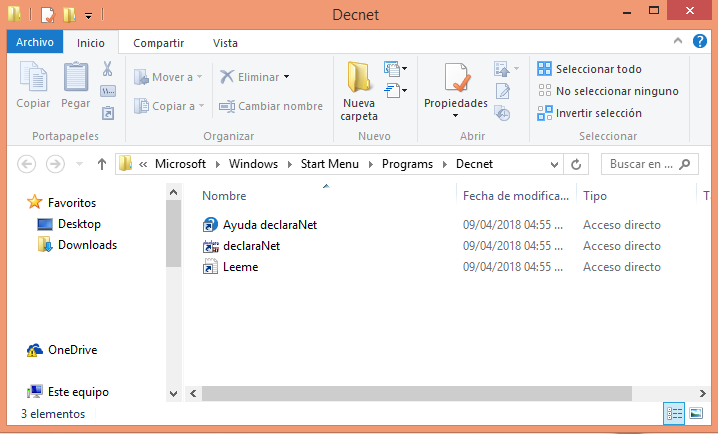 Decnet
Archivo Inicio Compartir Vista
Copiar
Pegar
Portapapeles
Mover a
Copiar a
Eliminar
Cambiar nombre
Organizar
Nueva
carpeta
Nuevo
Propiedades
Abrir
Seleccionar todo
No seleccionar ninguno
Invertir selección
Seleccionar
« Microsoft Windows Start Menu Programs Decnet
Buscar en ...
Favoritos
Desktop
Downloads
OneDrive
Este equipo
Nombre Fecha de modifica... Tipo T
Ayuda declaraNet 09/04/2018 04:55 ... Acceso directo
declaraNet 09/04/2018 04:55 ... Acceso directo
Leeme 09/04/2018 04:55 ... Acceso directo
3 elementos